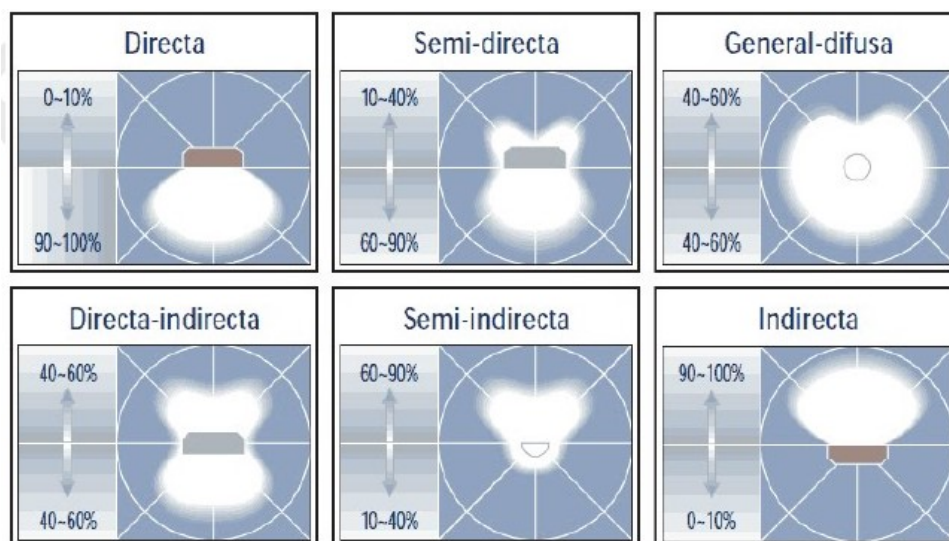 Directa
0~10%
90~100%
Semi-directa
10~40%
60~90%
General-difusa
40~60%
40~60%
Directa-indirecta
40~60%
40~60%
Semi-indirecta
60~90%
10~40%
Indirecta
90~100%
0~10%